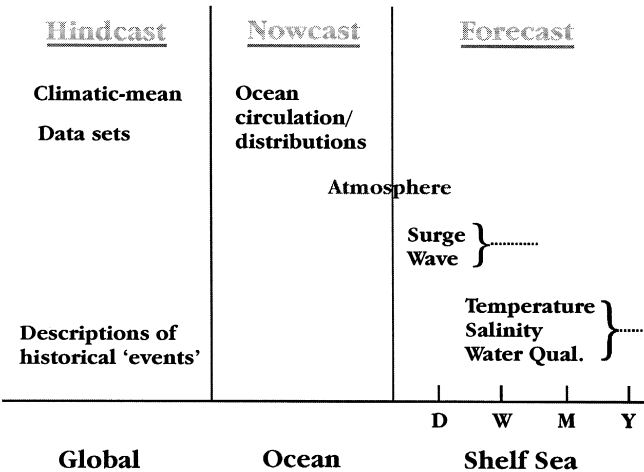 Hindcast
Nowcast
Forecast
Climatic-mean
Data sets
Ocean
circulation/
distributions
Atmosphere
Surge
Wave
Temperature
Salinity
Water Qual.
Descriptions of
historical ‘events’
D W M Y
Global
Ocean
Shelf Sea